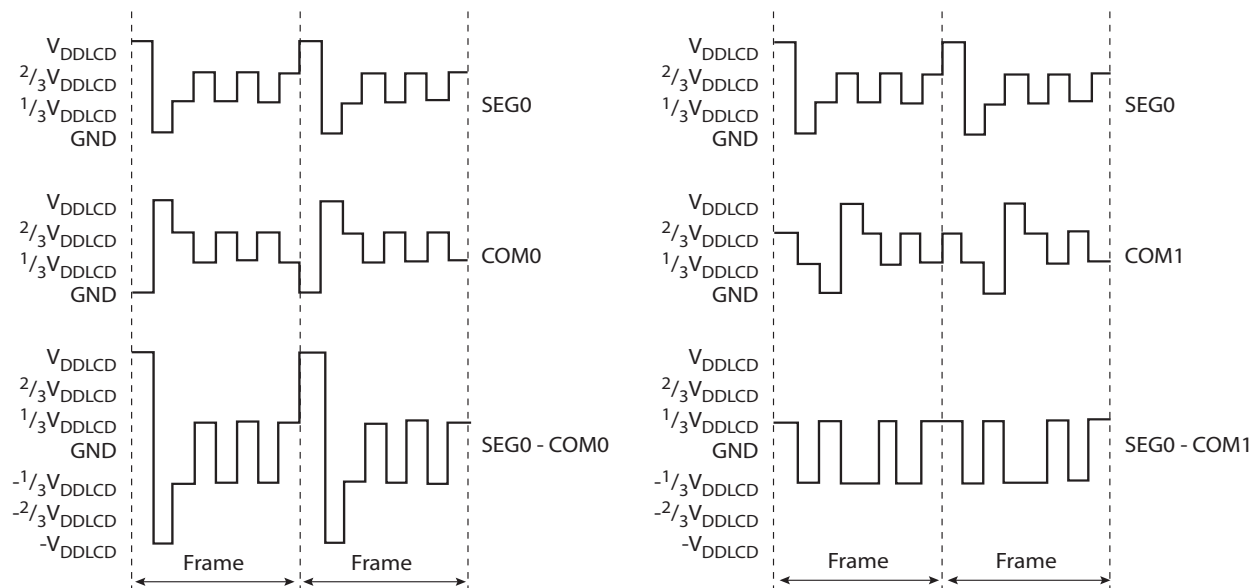 VDDLCD
2/3VDDLCD
1/3VDDLCD
GND
SEG0
VDDLCD
2/3VDDLCD
1/3VDDLCD
GND
COM0
VDDLCD
2/3VDDLCD
1/3VDDLCD
GND
-1/3VDDLCD
-2/3VDDLCD
-VDDLCD
SEG0 - COM0
Frame
Frame
VDDLCD
2/3VDDLCD
1/3VDDLCD
GND
SEG0
VDDLCD
2/3VDDLCD
1/3VDDLCD
GND
COM1
VDDLCD
2/3VDDLCD
1/3VDDLCD
GND
-1/3VDDLCD
-2/3VDDLCD
-VDDLCD
SEG0 - COM1
Frame
Frame